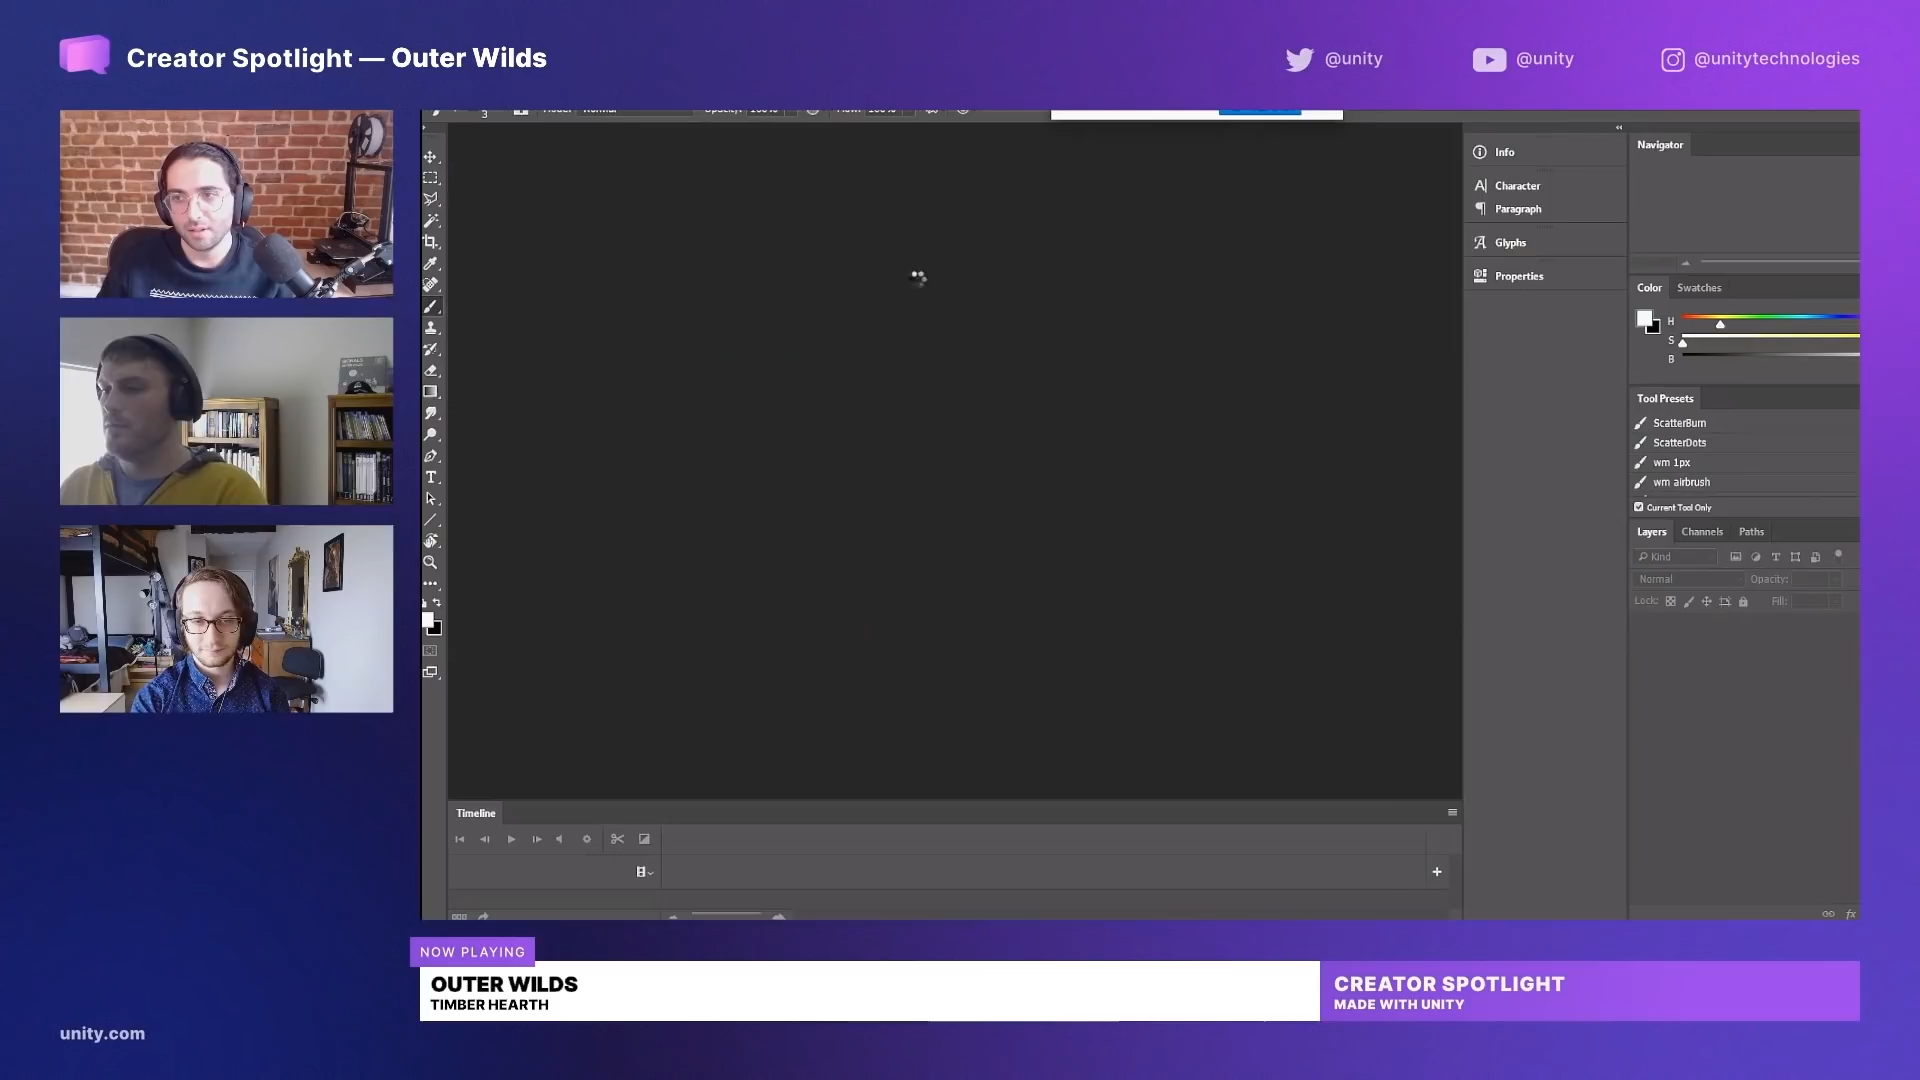 Creator Spotlight — Outer Wilds
@unity
@unity
@unitytechnologies
3
Info
Character
Paragraph
Glyphs
Properties
Navigator
Color
Swatches
H
S
B
Tool Presets
ScatterBurn
ScatterDots
wm 1px
wm airbrush
Current Tool Only
Layers
Channels
Paths
Kind
Normal
Opacity:
Lock:
Fill:
Timeline
fx
NOW PLAYING
OUTER WILDS
TIMBER HEARTH
CREATOR SPOTLIGHT
MADE WITH UNITY
unity.com